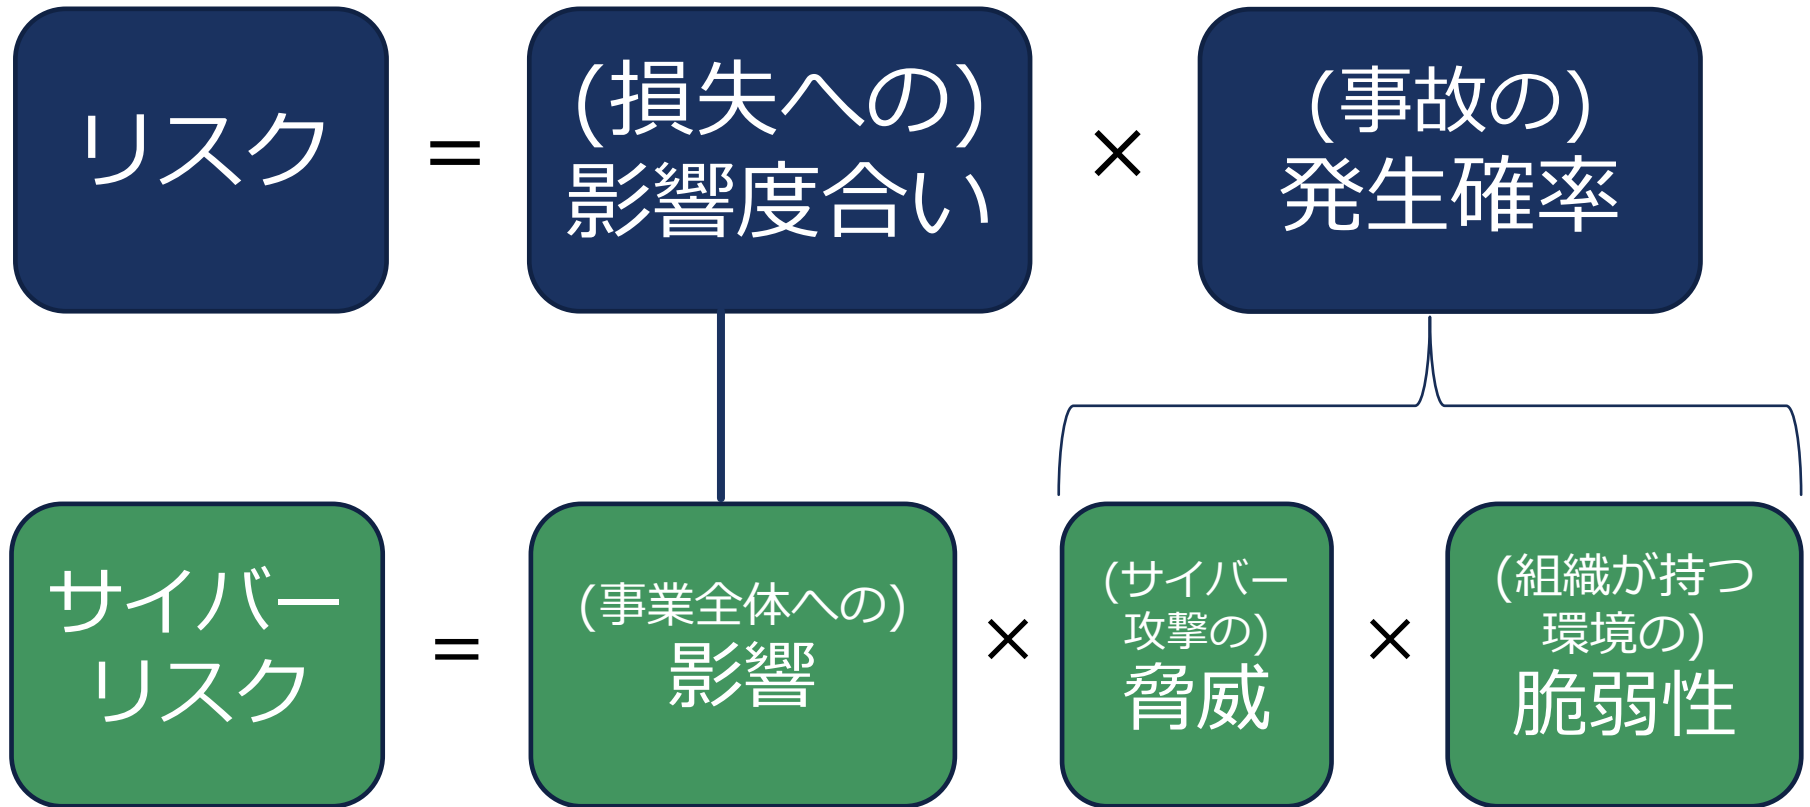 リスク
=
(損失への)
影響度合い
×
(事故の)
発生確率
サイバー
リスク
=
(事業全体への)
影響
×
(サイバー
攻撃の)
脅威
×
(組織が持つ
環境の)
脆弱性